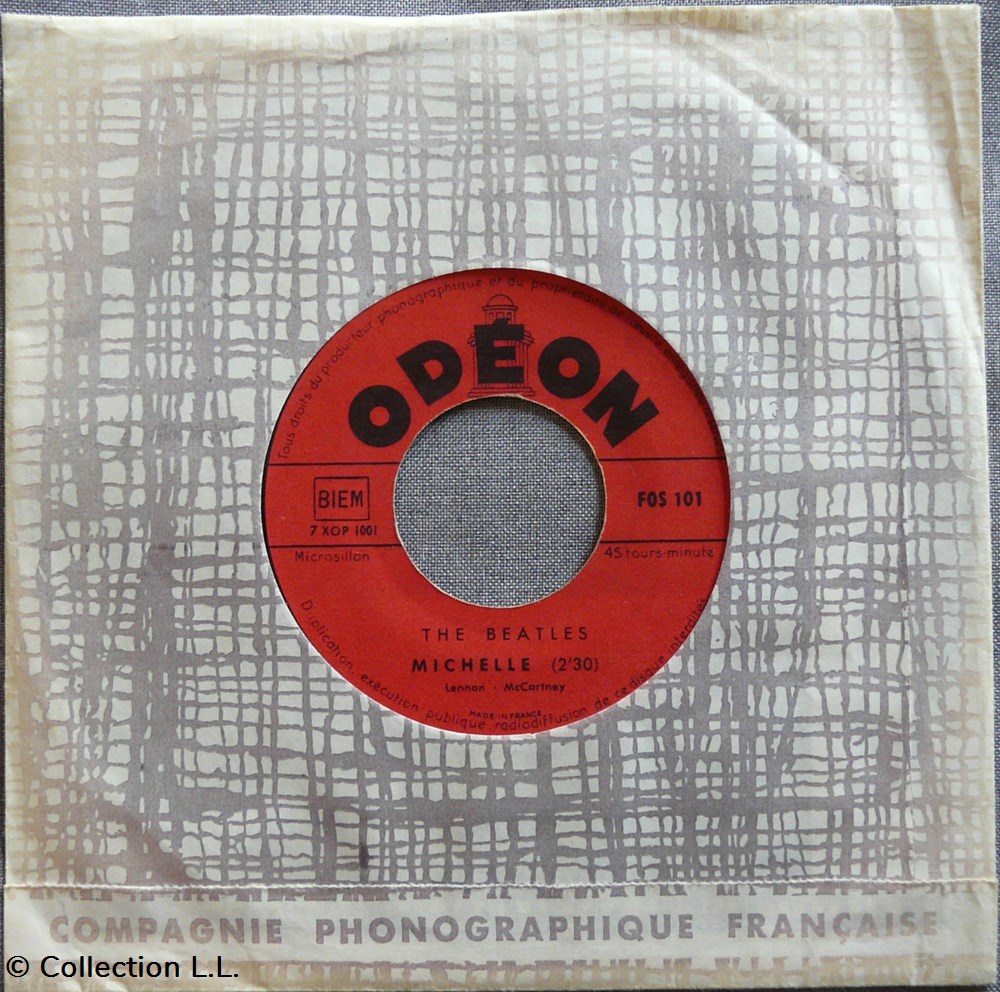 Tous droits du producteur phonographique et du propriétaire de
ODÉON
BIEM
7 XOP 1001
FOS 101
Microsillon
45 tours-minute
THE BEATLES
MICHELLE (2'30)
Lennon - McCartney
MADE IN FRANCE
Duplication, exécution publique, radiodiffusion de ce disque interdites
COMPAGNIE PHONOGRAPHIQUE FRANÇAISE
© Collection L.L.